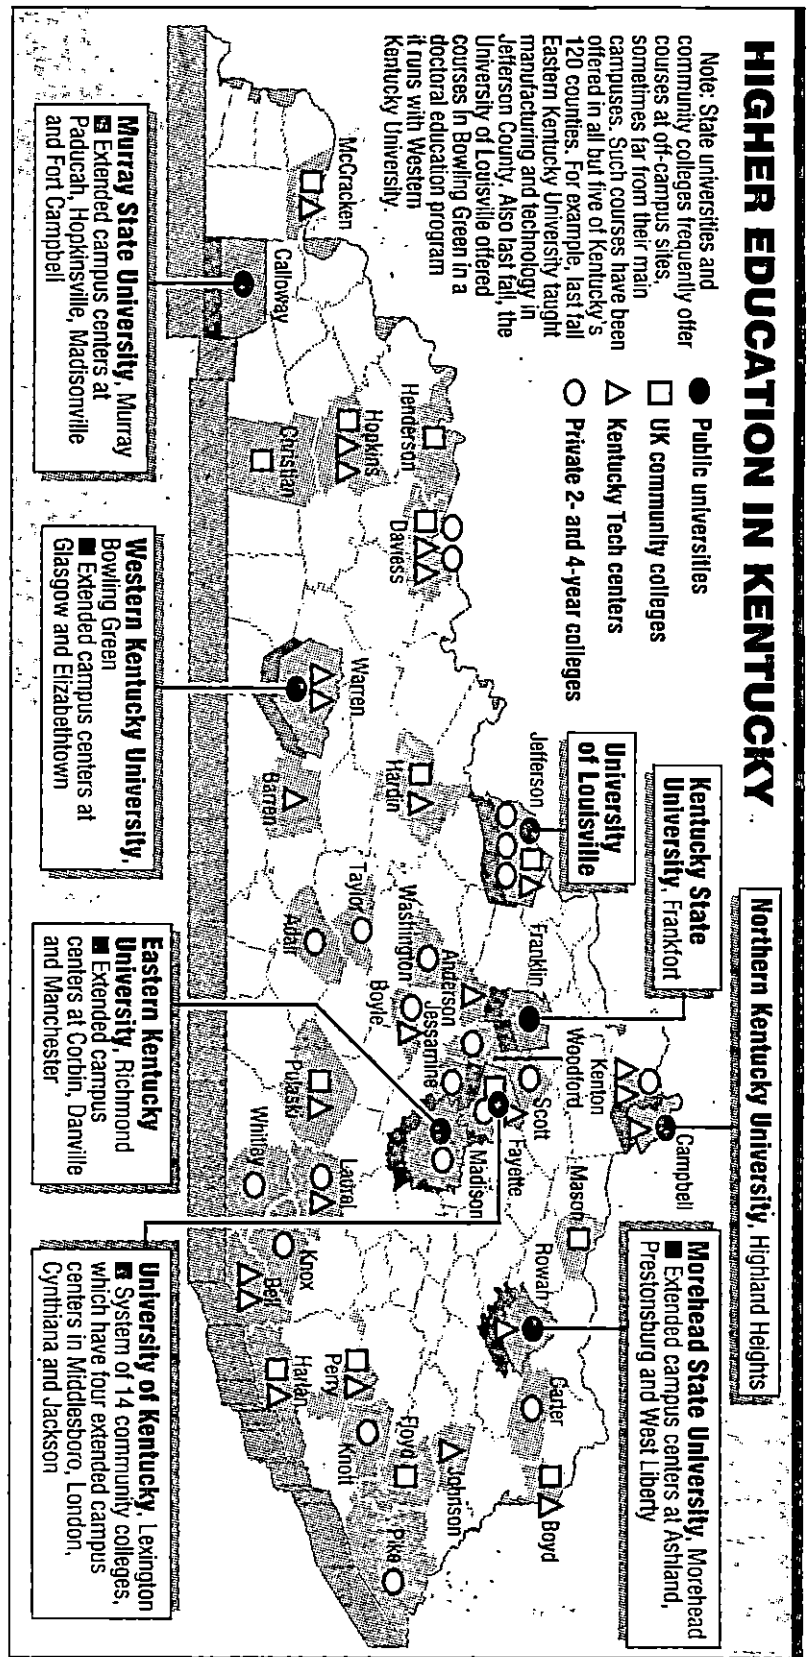 HIGHER EDUCATION IN KENTUCKY
Note: State universities and
community colleges frequently offer
courses at off-campus sites,
sometimes far from their main
campuses. Such courses have been
offered in all but five of Kentucky's
120 counties. For example, last fall
Eastern Kentucky University taught
manufacturing and technology in
Jefferson County. Also last fall, the
University of Louisville offered
courses in Bowling Green in a
doctoral education program
it runs with Western
Kentucky University.
Public universities
UK community colleges
Kentucky Tech centers
Private 2- and 4-year colleges
University
of Louisville
Kentucky State
University, Frankfort
Northern Kentucky University, Highland Heights
Morehead State University, Morehead
■ Extended campus centers at Ashland,
Prestonsburg and West Liberty
McCracken
Calloway
Henderson
Hopkins
Christian
Daviess
Warren
Hardin
Barren
Jefferson
Taylor
Adair
Washington
Franklin
Anderson
Boyle
Jessamine
Woodford
Kenton
Campbell
Scott
Fayette
Madison
Mason
Rowan
Pulaski
Whitley
Laurel
Knox
Bell
Harlan
Perry
Knott
Floyd
Johnson
Carter
Boyd
Pike
Murray State University, Murray
■ Extended campus centers at
Paducah, Hopkinsville, Madisonville
and Fort Campbell
Western Kentucky University,
Bowling Green
■ Extended campus centers at
Glasgow and Elizabethtown
Eastern Kentucky
University, Richmond
■ Extended campus
centers at Corbin, Danville
and Manchester
University of Kentucky, Lexington
■ System of 14 community colleges,
which have four extended campus
centers in Middlesboro, London,
Cynthiana and Jackson